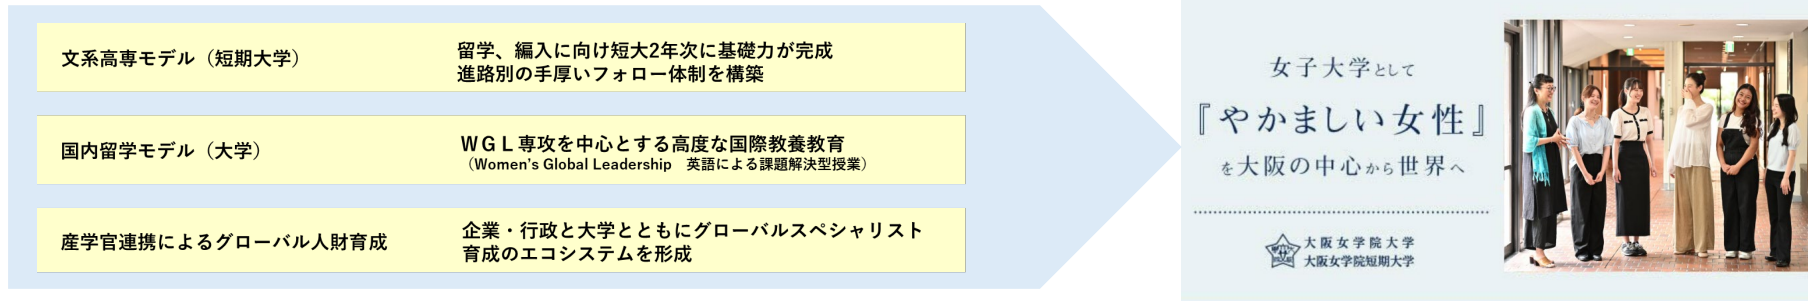 文系高専モデル（短期大学）
留学、編入に向け短大2年次に基礎力が完成
進路別の手厚いフォロー体制を構築
国内留学モデル（大学）
ＷＧＬ専攻を中心とする高度な国際教養教育
（Women’s Global Leadership　英語による課題解決型授業）
産学官連携によるグローバル人財育成
企業・行政と大学とともにグローバルスペシャリスト
育成のエコシステムを形成
女子大学として
『やかましい女性』
を大阪の中心から世界へ
大阪女学院大学
大阪女学院短期大学